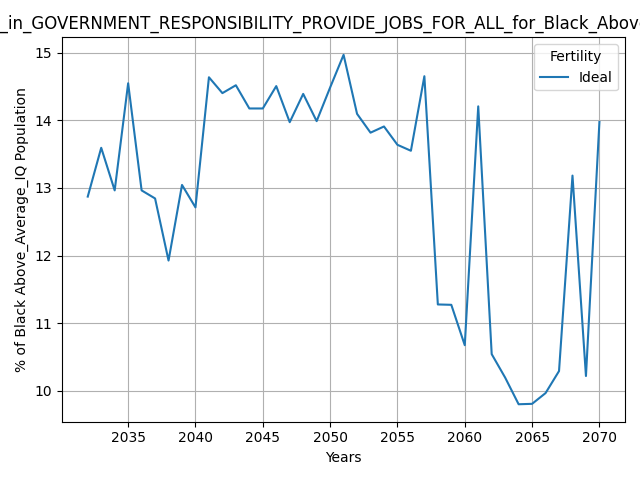 _in_GOVERNMENT_RESPONSIBILITY_PROVIDE_JOBS_FOR_ALL_for_Black_Above
Fertility
Ideal
% of Black Above_Average_IQ Population
15
14
13
12
11
10
2035 2040 2045 2050 2055 2060 2065 2070
Years